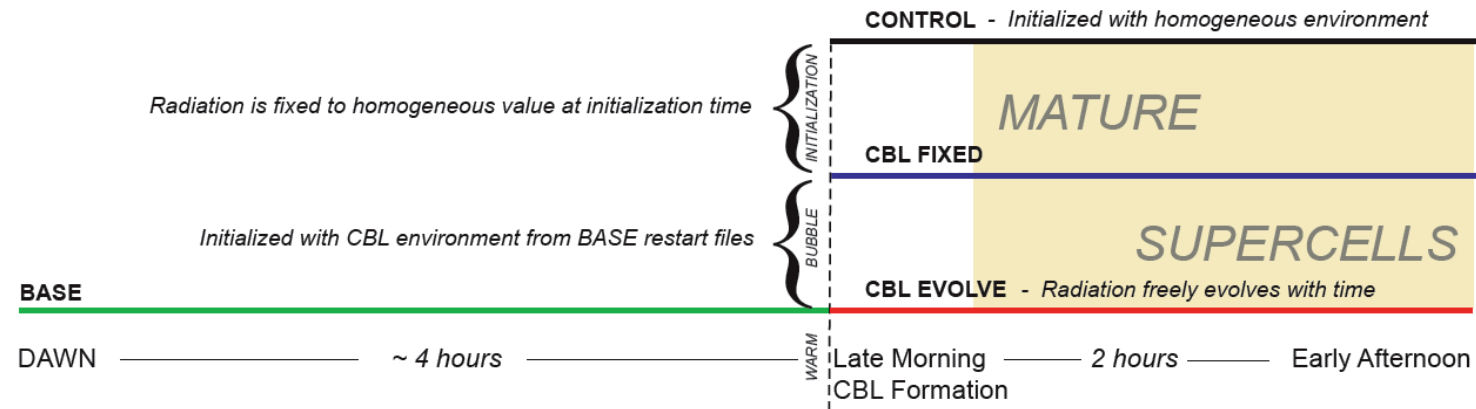 CONTROL - Initialized with homogeneous environment
Radiation is fixed to homogeneous value at initialization time
MATURE
CBL FIXED
Initialized with CBL environment from BASE restart files
SUPERCELLS
BASE
CBL EVOLVE - Radiation freely evolves with time
WARM BUBBLE INITIALIZATION
DAWN ~ 4 hours Late Morning 2 hours Early Afternoon
CBL Formation